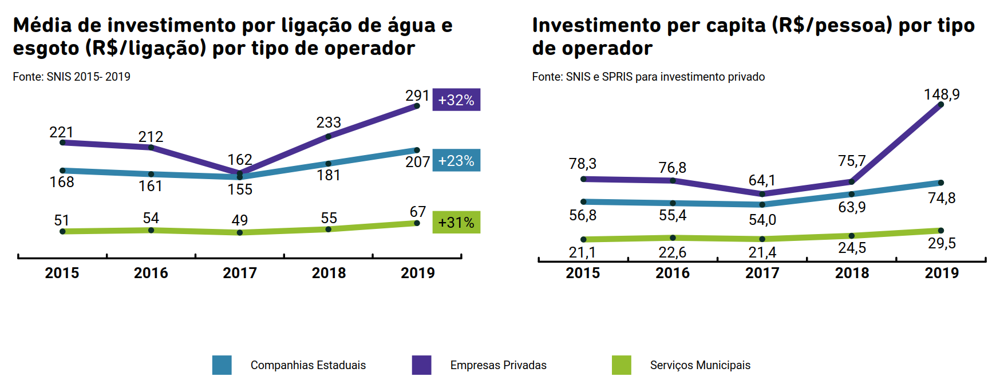 Média de investimento por ligação de água e
esgoto (R$/ligação) por tipo de operador
Fonte: SNIS 2015- 2019
291 +32%
233
221
212
162
207 +23%
181
168
161
155
67 +31%
51
54
49
55
2015 2016 2017 2018 2019
Investimento per capita (R$/pessoa) por tipo
de operador
Fonte: SNIS e SPRIS para investimento privado
148,9
78,3
76,8
64,1
75,7
56,8
55,4
54,0
63,9
74,8
21,1
22,6
21,4
24,5
29,5
2015 2016 2017 2018 2019
Companhias Estaduais
Empresas Privadas
Serviços Municipais